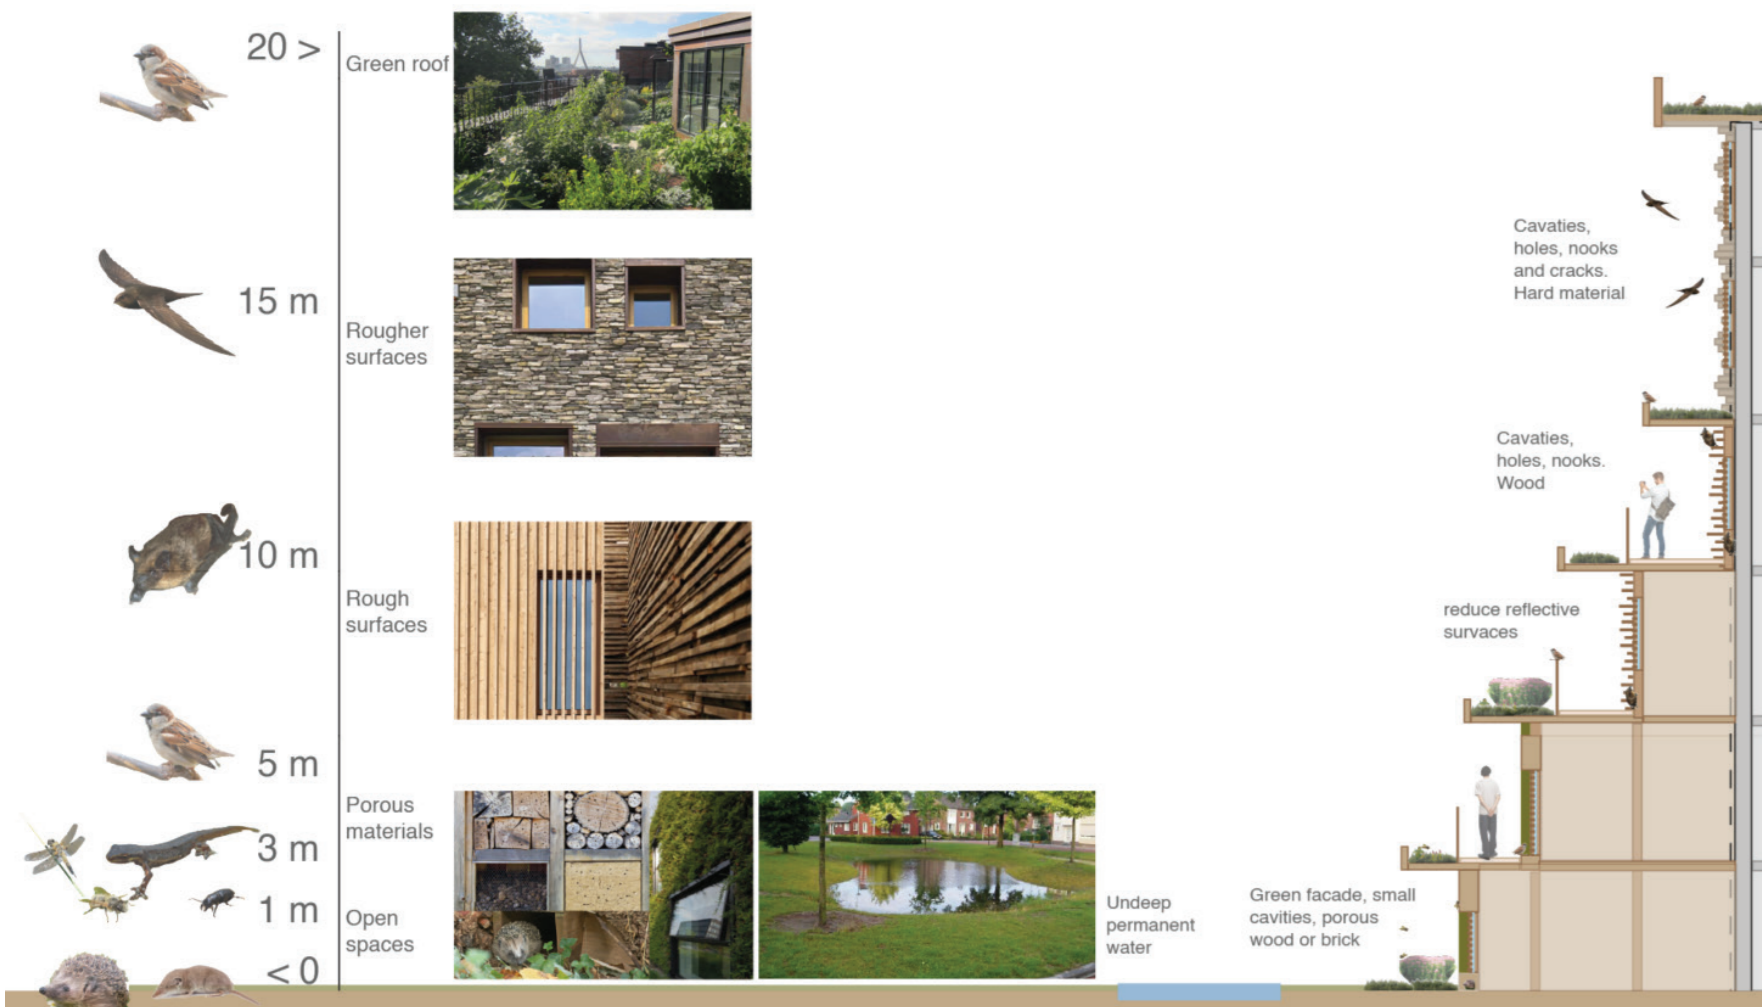 20 >
Green roof
15 m
Rougher
surfaces
10 m
Rough
surfaces
5 m
Porous
materials
3 m
1 m
Open
spaces
< 0
Undeep
permanent
water
Cavaties,
holes, nooks
and cracks.
Hard material
Cavaties,
holes, nooks.
Wood
reduce reflective
survaces
Green facade, small
cavities, porous
wood or brick